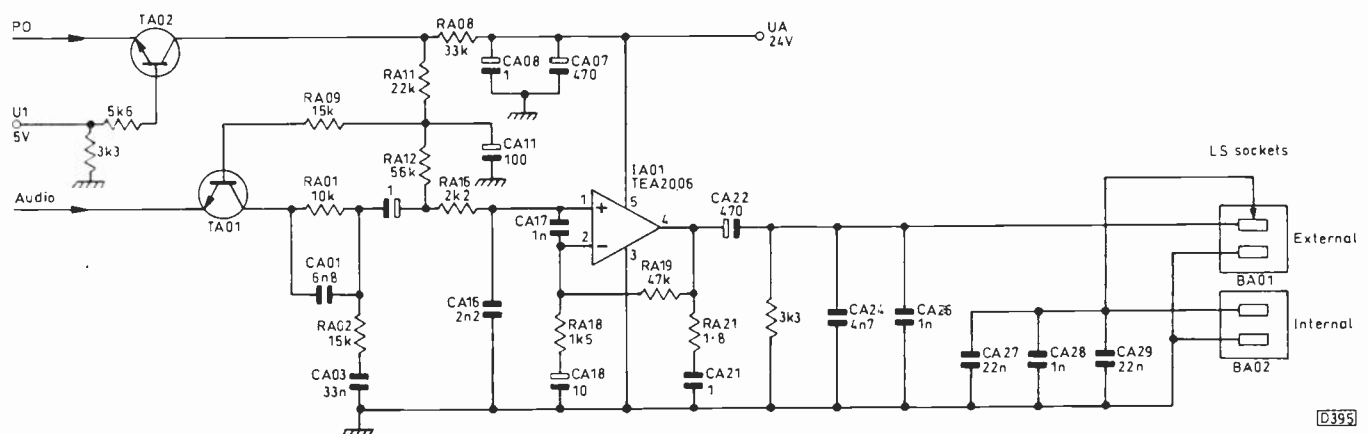 PO
TA02
RA08
33k
UA
24V
CA08
1
CA07
470
RA11
22k
U1
5V
5k6
3k3
RA09
15k
CA11
100
RA12
56k
IA01
TEA2006
LS sockets
Audio
TA01
RA01
10k
1
RA16
2k2
CA17
1n
1
+
2
−
5
4
3
CA22
470
External
BA01
CA01
6n8
RA19
47k
RA02
15k
CA16
2n2
RA18
1k5
RA21
1·8
3k3
CA24
4n7
CA26
1n
Internal
BA02
CA27
22n
CA28
1n
CA29
22n
CA03
33n
CA18
10
CA21
1
D395